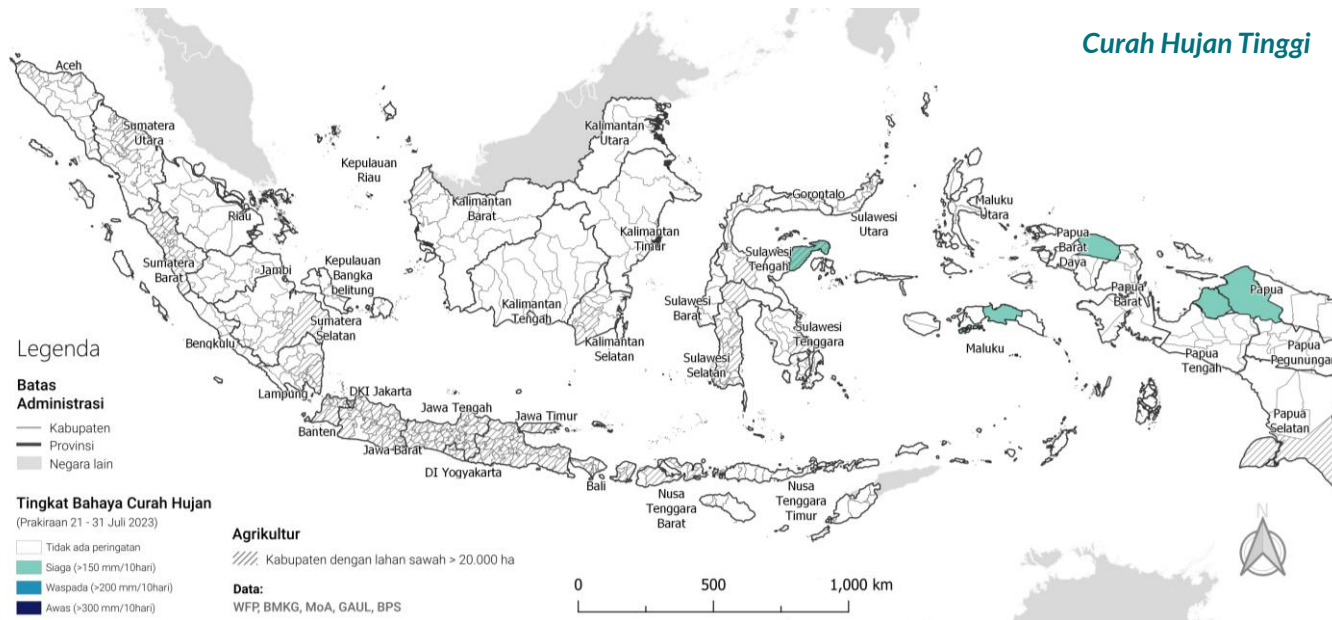 Curah Hujan Tinggi
Aceh
Sumatera
Utara
Kepulauan
Riau
Riau
Sumatera
Barat
Jambi
Kepulauan
Bangka
belitung
Sumatera
Selatan
Bengkulu
Lampung
DKI Jakarta
Banten
Jawa Barat
Jawa Tengah
DI Yogyakarta
Jawa Timur
Bali
Nusa
Tenggara
Barat
Nusa
Tenggara
Timur
Kalimantan
Utara
Kalimantan
Barat
Kalimantan
Timur
Kalimantan
Tengah
Kalimantan
Selatan
Gorontalo
Sulawesi
Utara
Sulawesi
Tengah
Sulawesi
Barat
Sulawesi
Selatan
Sulawesi
Tenggara
Maluku
Utara
Maluku
Papua
Barat
Daya
Papua
Barat
Papua
Papua
Tengah
Papua
Pegunungan
Papua
Selatan
Legenda
Batas
Administrasi
Kabupaten
Provinsi
Negara lain
Tingkat Bahaya Curah Hujan
(Prakiraan 21 - 31 Juli 2023)
Tidak ada peringatan
Siaga (>150 mm/10hari)
Waspada (>200 mm/10hari)
Awas (>300 mm/10hari)
Agrikultur
Kabupaten dengan lahan sawah > 20.000 ha
Data:
WFP, BMKG, MoA, GAUL, BPS
0 500 1,000 km
N